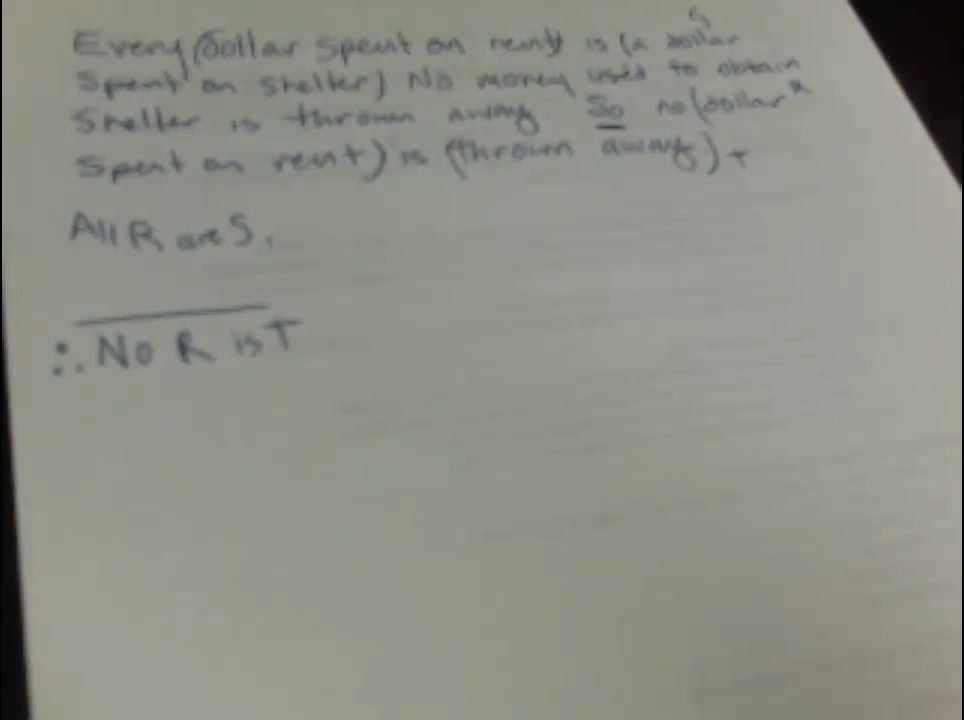 S
Every (dollar spent on rent) is (a dollar
spent on shelter) No money used to obtain
shelter is thrown away. So no (dollar R
spent on rent) is (thrown away) T
All R are S.
∴ No R is T